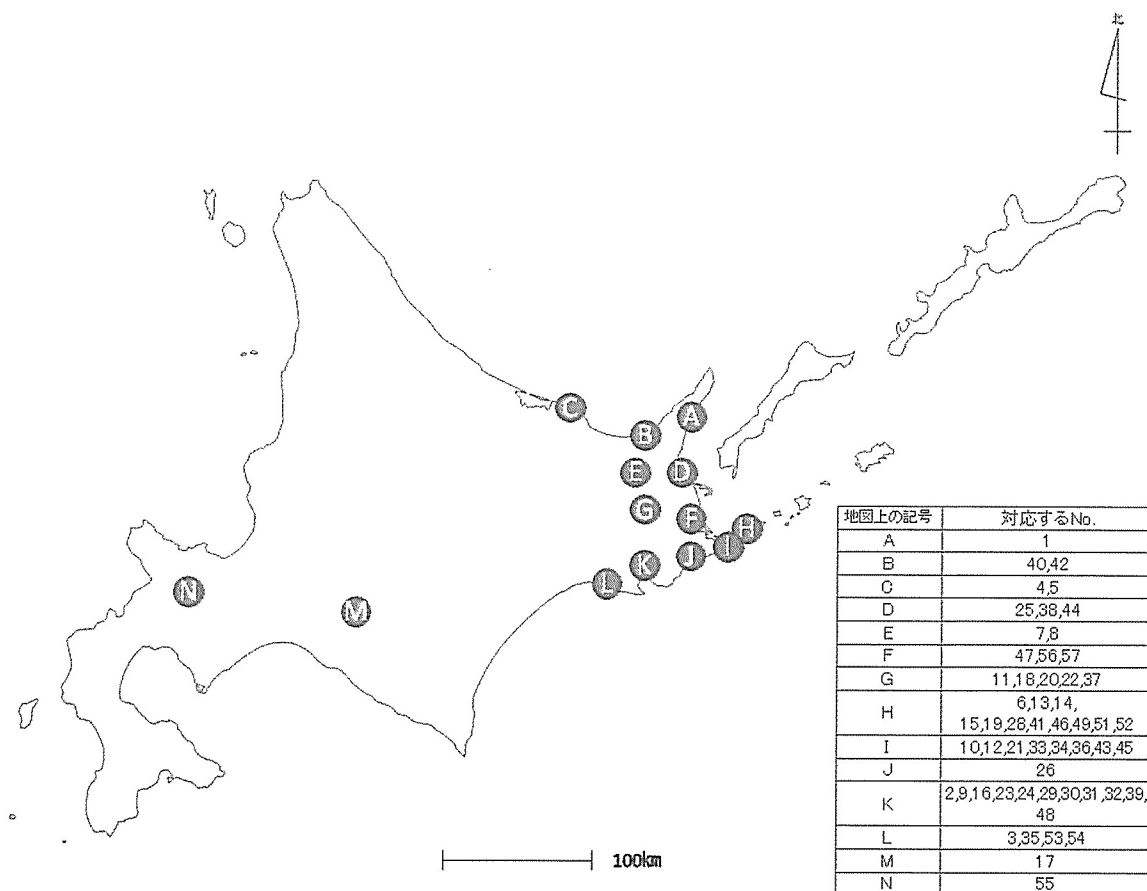 北
C
A
B
E
D
G
F
H
I
J
K
L
N
M
100km
地図上の記号 対応するNo.
A 1
B 40,42
C 4,5
D 25,38,44
E 7,8
F 47,56,57
G 11,18,20,22,37
H 6,13,14,
15,19,28,41,46,49,51,52
I 10,12,21,33,34,36,43,45
J 26
K 2,9,16,23,24,29,30,31,32,39,
48
L 3,35,53,54
M 17
N 55